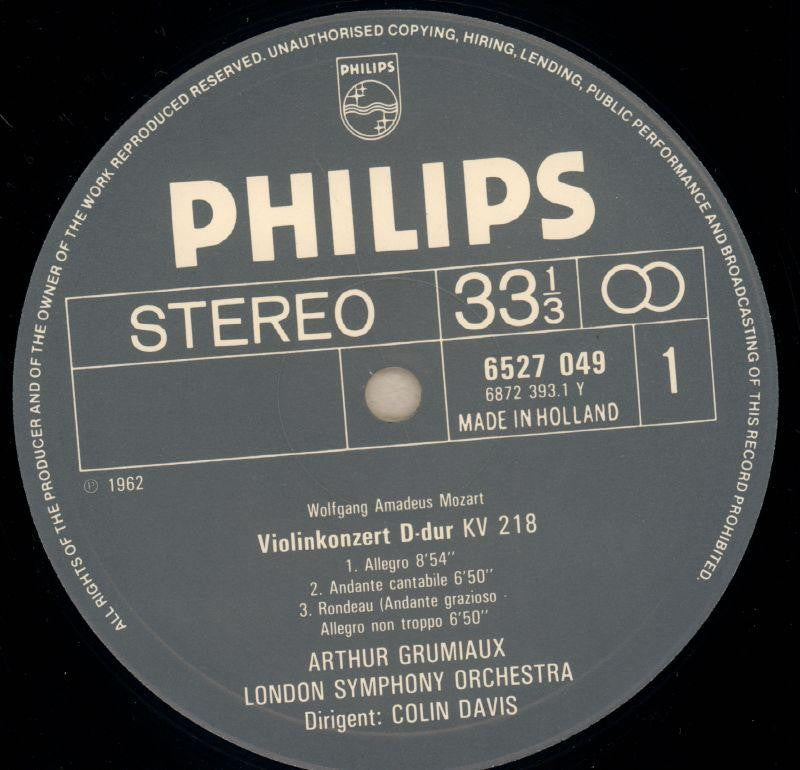 ALL RIGHTS OF THE PRODUCER AND OF THE OWNER OF THE WORK REPRODUCED RESERVED. UNAUTHORISED COPYING, HIRING, LENDING, PUBLIC PERFORMANCE AND BROADCASTING OF THIS RECORD PROHIBITED.
PHILIPS
PHILIPS
STEREO
33 1/3
6527 049
6872 393.1 Y
MADE IN HOLLAND
1
℗ 1962
Wolfgang Amadeus Mozart
Violinkonzert D-dur KV 218
1. Allegro 8'54"
2. Andante cantabile 6'50"
3. Rondeau (Andante grazioso
Allegro non troppo 6'50"
ARTHUR GRUMIAUX
LONDON SYMPHONY ORCHESTRA
Dirigent: COLIN DAVIS